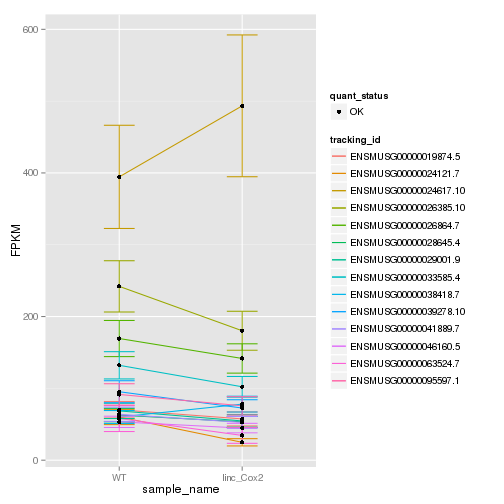 600
400
200
0
FPKM
WT
linc_Cox2
sample_name
quant_status
OK
tracking_id
ENSMUSG00000019874.5
ENSMUSG00000024121.7
ENSMUSG00000024617.10
ENSMUSG00000026385.10
ENSMUSG00000026864.7
ENSMUSG00000028645.4
ENSMUSG00000029001.9
ENSMUSG00000033585.4
ENSMUSG00000038418.7
ENSMUSG00000039278.10
ENSMUSG00000041889.7
ENSMUSG00000046160.5
ENSMUSG00000063524.7
ENSMUSG00000095597.1